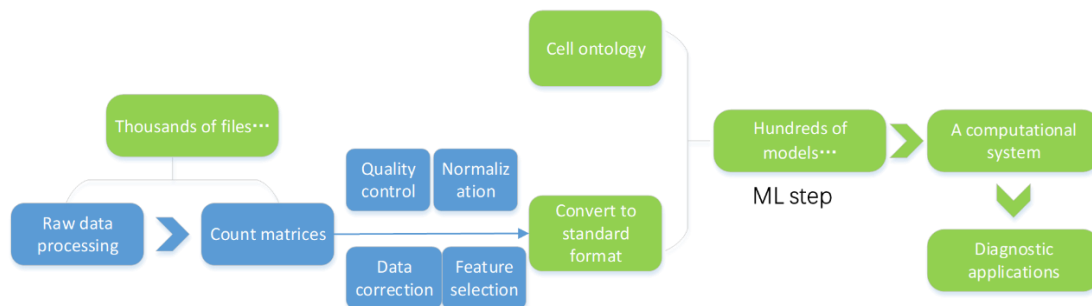 Cell ontology
Thousands of files⋯
Hundreds of
models⋯
A computational
system
Quality
control
Normaliz
ation
ML step
Raw data
processing
Count matrices
Convert to
standard
format
Data
correction
Feature
selection
Diagnostic
applications